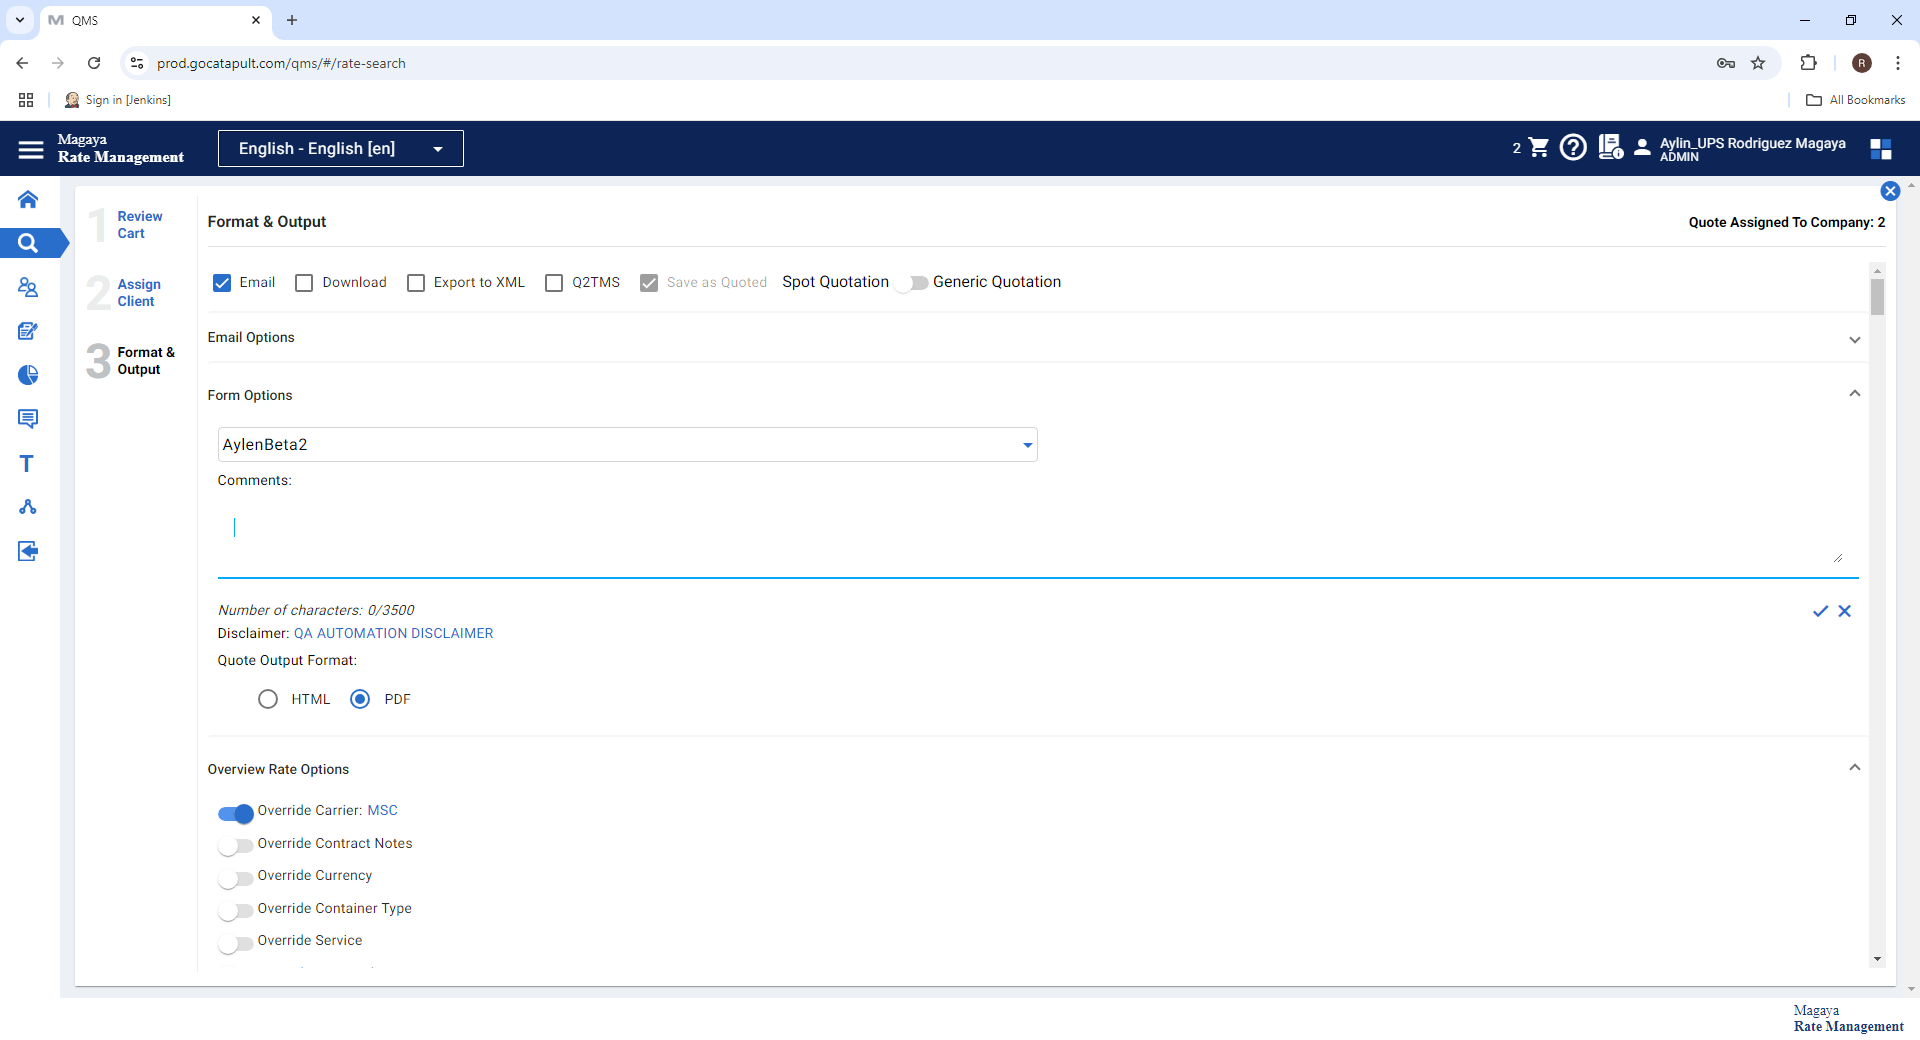 QMS
prod.gocatapult.com/qms/#/rate-search
R
Sign in [Jenkins]
All Bookmarks
Magaya
Rate Management
English - English [en]
2
Aylin_UPS Rodriguez Magaya
ADMIN
1 Review Cart
2 Assign Client
3 Format & Output
Format & Output
Quote Assigned To Company: 2
Email
Download
Export to XML
Q2TMS
Save as Quoted
Spot Quotation
Generic Quotation
Email Options
Form Options
AylenBeta2
Comments:
Number of characters: 0/3500
Disclaimer: QA AUTOMATION DISCLAIMER
Quote Output Format:
HTML
PDF
Overview Rate Options
Override Carrier: MSC
Override Contract Notes
Override Currency
Override Container Type
Override Service
Magaya
Rate Management